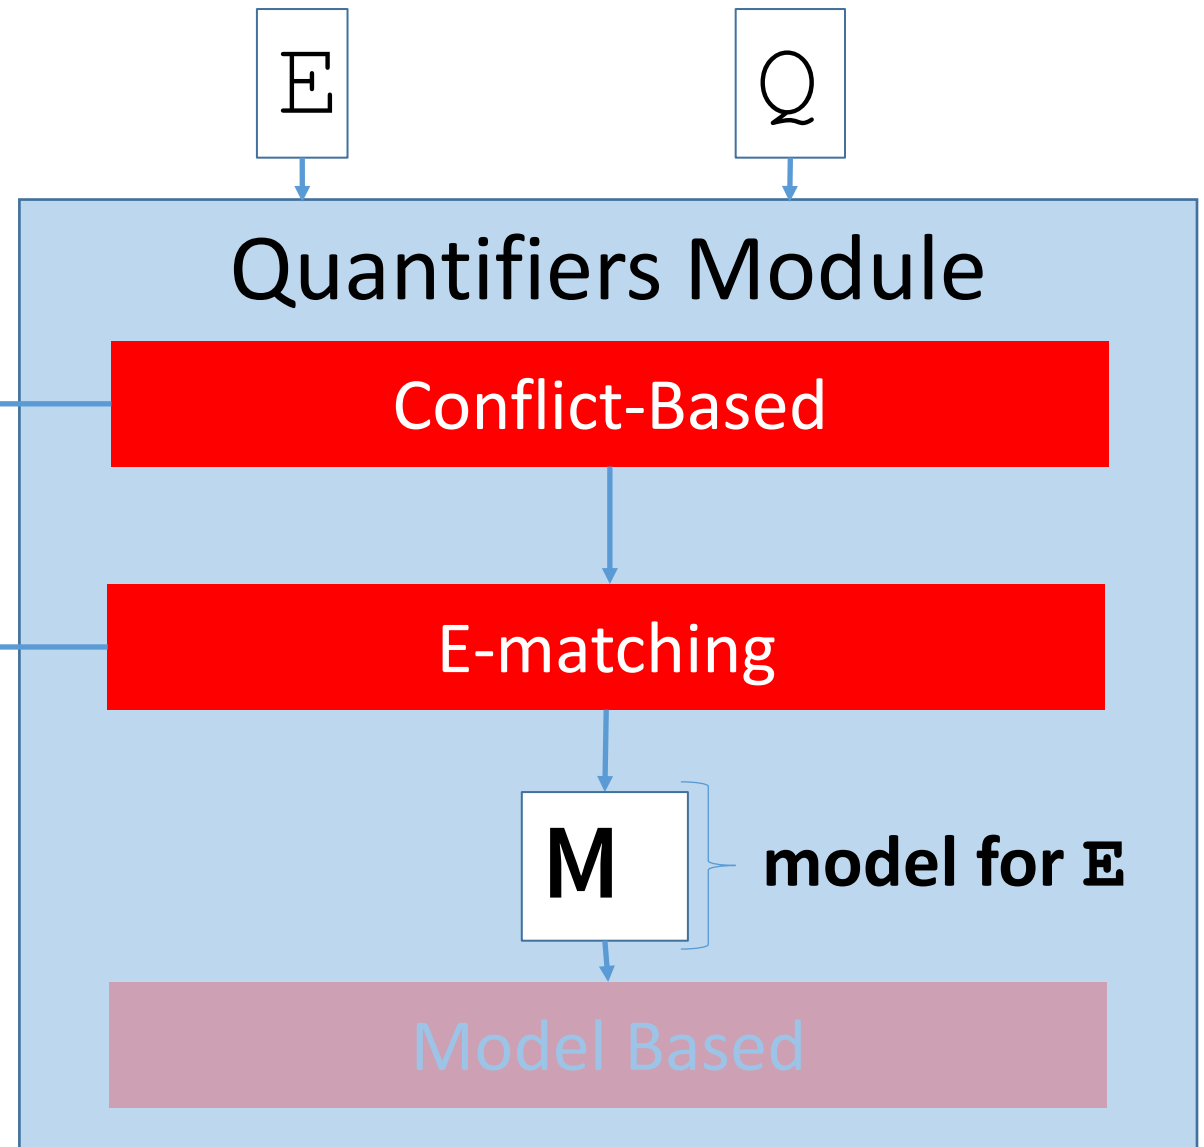 E Q
Quantifiers Module
Conflict-Based
E-matching
M
model for E
Model Based